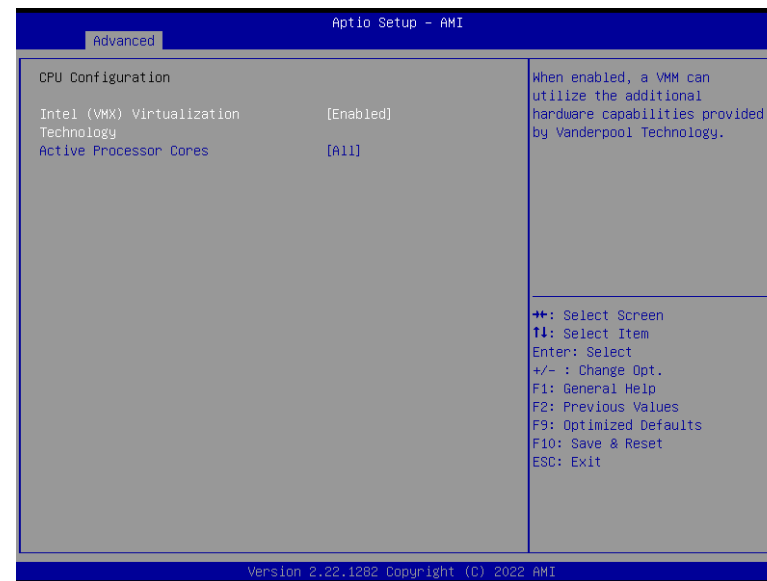 Aptio Setup – AMI
Advanced
CPU Configuration
Intel (VMX) Virtualization [Enabled]
Technology
Active Processor Cores [All]
When enabled, a VMM can
utilize the additional
hardware capabilities provided
by Vanderpool Technology.
→←: Select Screen
↑↓: Select Item
Enter: Select
+/- : Change Opt.
F1: General Help
F2: Previous Values
F9: Optimized Defaults
F10: Save & Reset
ESC: Exit
Version 2.22.1282 Copyright (C) 2022 AMI